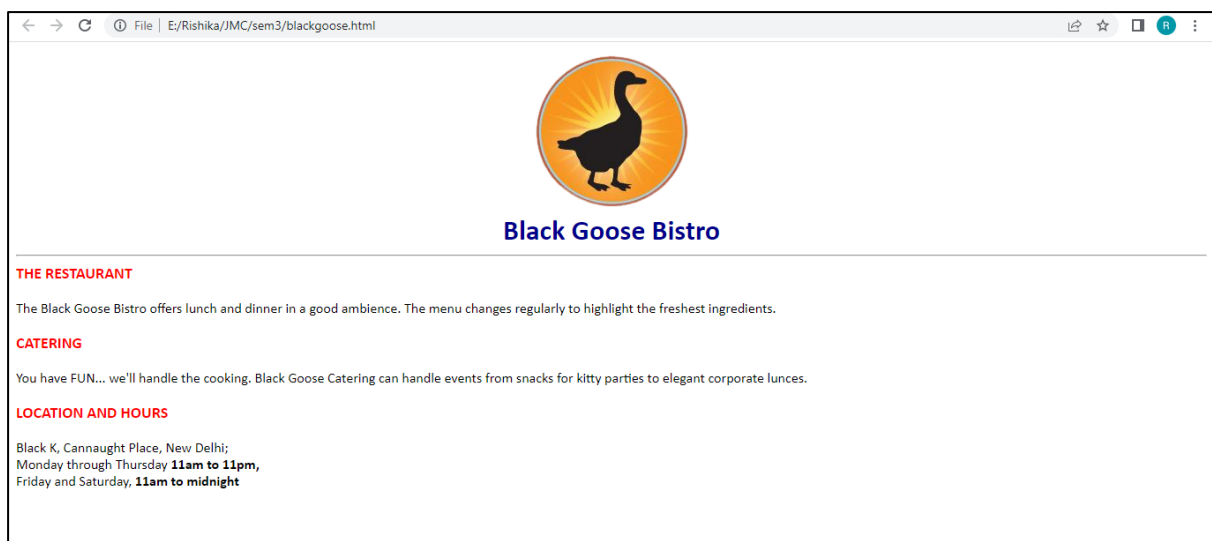 File | E:/Rishika/JMC/sem3/blackgoose.html
R
Black Goose Bistro
THE RESTAURANT
The Black Goose Bistro offers lunch and dinner in a good ambience. The menu changes regularly to highlight the freshest ingredients.
CATERING
You have FUN... we'll handle the cooking. Black Goose Catering can handle events from snacks for kitty parties to elegant corporate lunces.
LOCATION AND HOURS
Black K, Cannaught Place, New Delhi;
Monday through Thursday 11am to 11pm,
Friday and Saturday, 11am to midnight